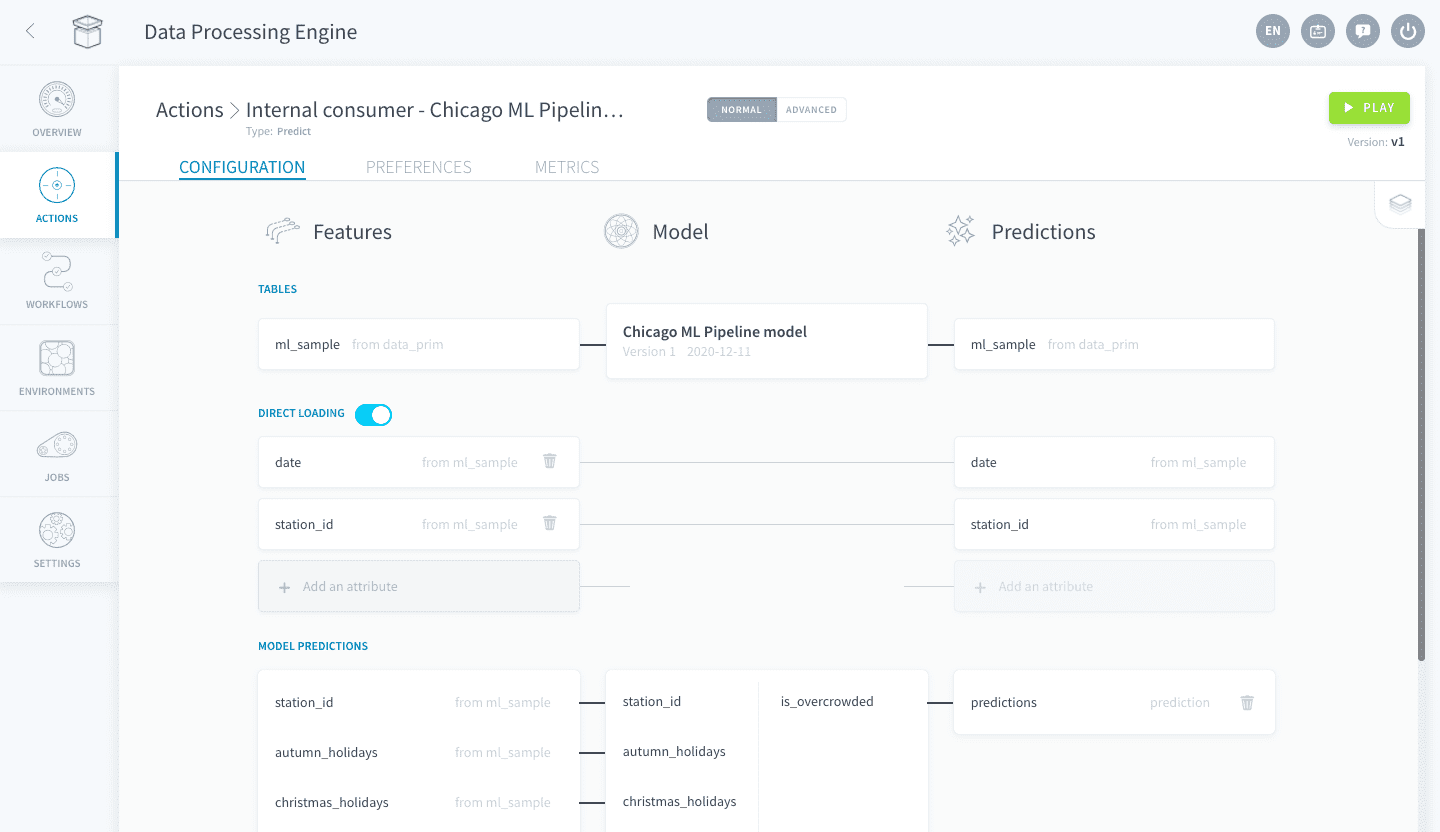 Data Processing Engine
EN
OVERVIEW
ACTIONS
WORKFLOWS
ENVIRONMENTS
JOBS
SETTINGS
Actions > Internal consumer - Chicago ML Pipelin...
Type: Predict
NORMAL ADVANCED
PLAY
Version: v1
CONFIGURATION PREFERENCES METRICS
Features Model Predictions
TABLES
ml_sample from data_prim
Chicago ML Pipeline model
Version 1 2020-12-11
ml_sample from data_prim
DIRECT LOADING
date from ml_sample
date from ml_sample
station_id from ml_sample
station_id from ml_sample
+ Add an attribute
+ Add an attribute
MODEL PREDICTIONS
station_id from ml_sample
station_id
is_overcrowded
predictions prediction
autumn_holidays from ml_sample
autumn_holidays
christmas_holidays from ml_sample
christmas_holidays